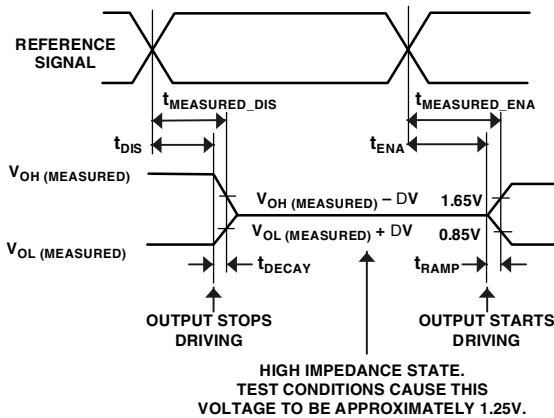 REFERENCE
SIGNAL
tMEASURED_DIS
tMEASURED_ENA
tDIS
tENA
VOH (MEASURED)
VOH (MEASURED) – DV
1.65V
VOL (MEASURED) + DV
0.85V
VOL (MEASURED)
tDECAY
tRAMP
OUTPUT STOPS
DRIVING
OUTPUT STARTS
DRIVING
HIGH IMPEDANCE STATE.
TEST CONDITIONS CAUSE THIS
VOLTAGE TO BE APPROXIMATELY 1.25V.